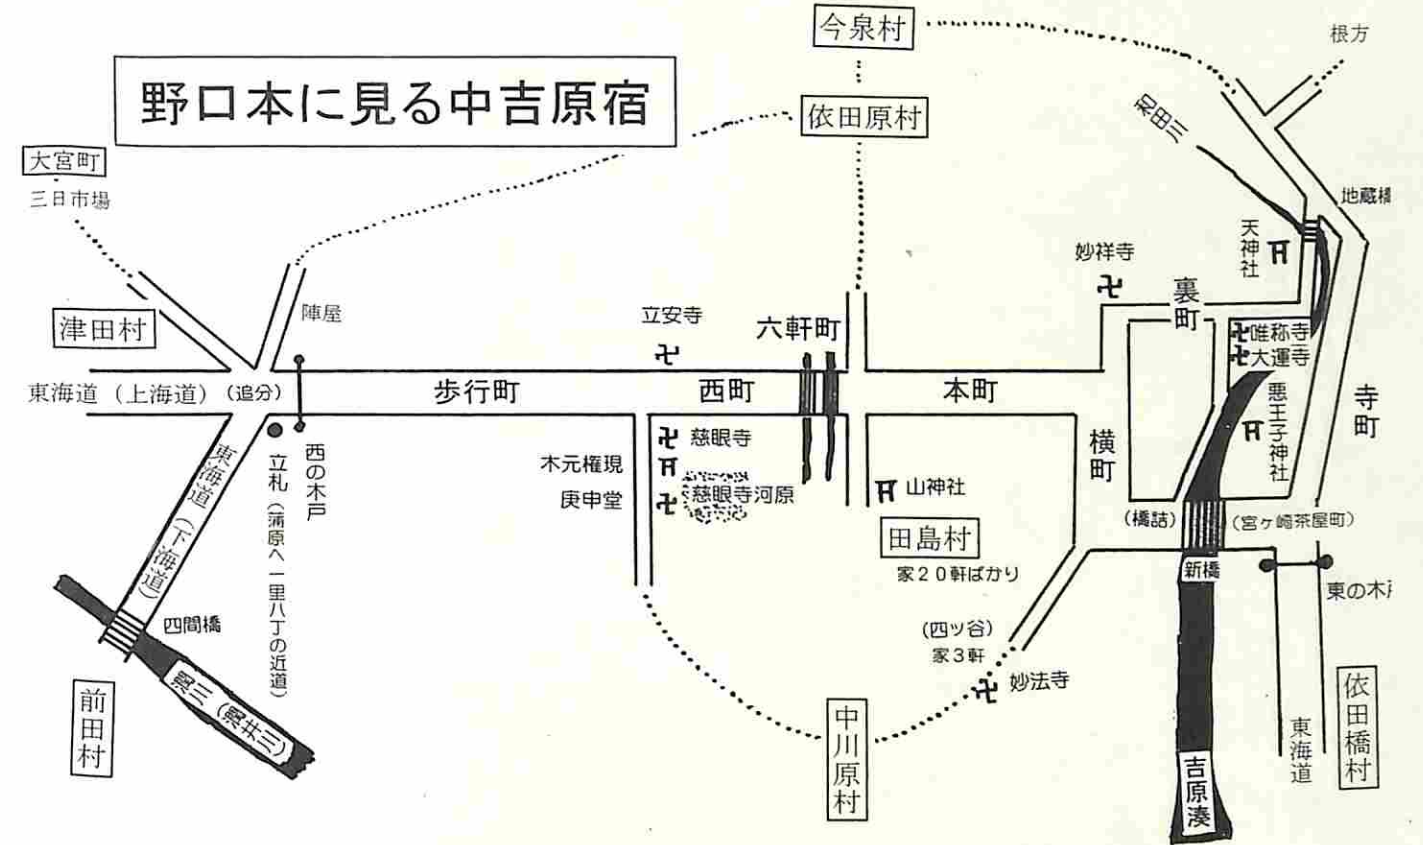 野口本に見る中吉原宿
今泉村
根方
依田原村
和田川
大宮町
三日市場
地蔵橋
天神社
妙祥寺
裏町
津田村
陣屋
立安寺
六軒町
唯称寺
大運寺
東海道（上海道）
（追分）
歩行町
西町
本町
悪王子神社
寺町
横町
西の木戸
立札（蒲原へ一里八丁の近道）
東海道（下海道）
慈眼寺
木元権現
庚申堂
慈眼寺河原
山神社
田島村
家20軒ばかり
（橋詰）
（宮ヶ崎茶屋町）
新橋
東の木戸
四間橋
（四ッ谷）
家3軒
妙法寺
前田村
中川原村
吉原湊
東海道
依田橋村